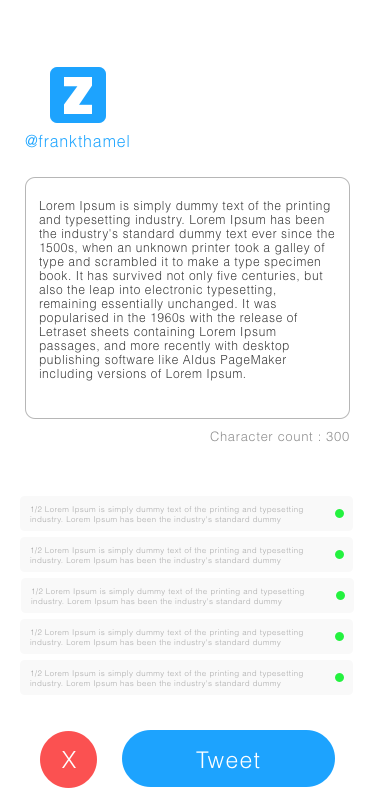 Z
@frankthamel
Lorem Ipsum is simply dummy text of the printing
and typesetting industry. Lorem Ipsum has been
the industry's standard dummy text ever since the
1500s, when an unknown printer took a galley of
type and scrambled it to make a type specimen
book. It has survived not only five centuries, but
also the leap into electronic typesetting,
remaining essentially unchanged. It was
popularised in the 1960s with the release of
Letraset sheets containing Lorem Ipsum
passages, and more recently with desktop
publishing software like Aldus PageMaker
including versions of Lorem Ipsum.
Character count : 300
1/2 Lorem Ipsum is simply dummy text of the printing and typesetting
industry. Lorem Ipsum has been the industry's standard dummy
1/2 Lorem Ipsum is simply dummy text of the printing and typesetting
industry. Lorem Ipsum has been the industry's standard dummy
1/2 Lorem Ipsum is simply dummy text of the printing and typesetting
industry. Lorem Ipsum has been the industry's standard dummy
1/2 Lorem Ipsum is simply dummy text of the printing and typesetting
industry. Lorem Ipsum has been the industry's standard dummy
1/2 Lorem Ipsum is simply dummy text of the printing and typesetting
industry. Lorem Ipsum has been the industry's standard dummy
X
Tweet